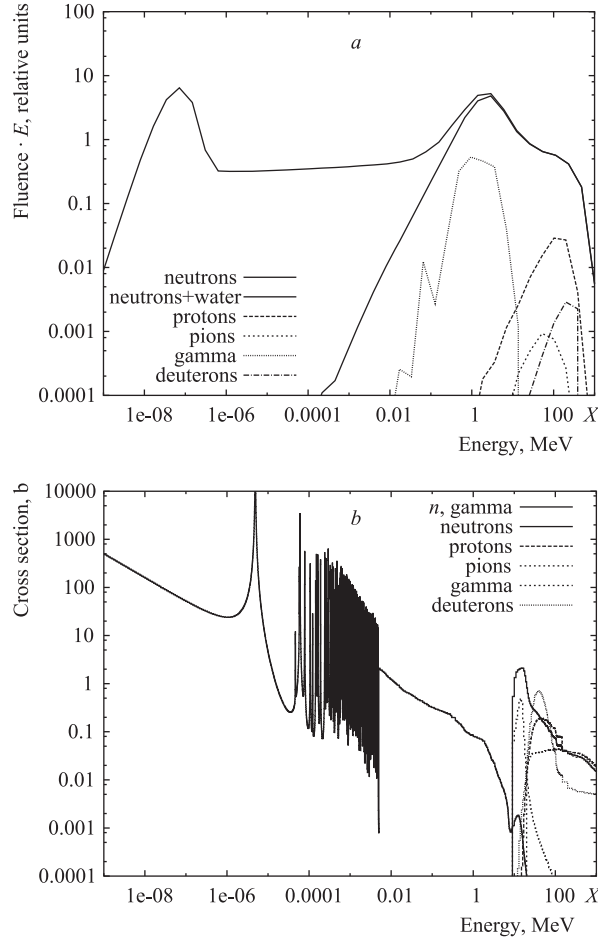 a
Fluence · E, relative units
100
10
1
0.1
0.01
0.001
0.0001
neutrons
neutrons+water
protons
pions
gamma
deuterons
1e-08 1e-06 0.0001 0.01 1 100 X
Energy, MeV
b
Cross section, b
10000
1000
100
10
1
0.1
0.01
0.001
0.0001
n, gamma
neutrons
protons
pions
gamma
deuterons
1e-08 1e-06 0.0001 0.01 1 100 X
Energy, MeV